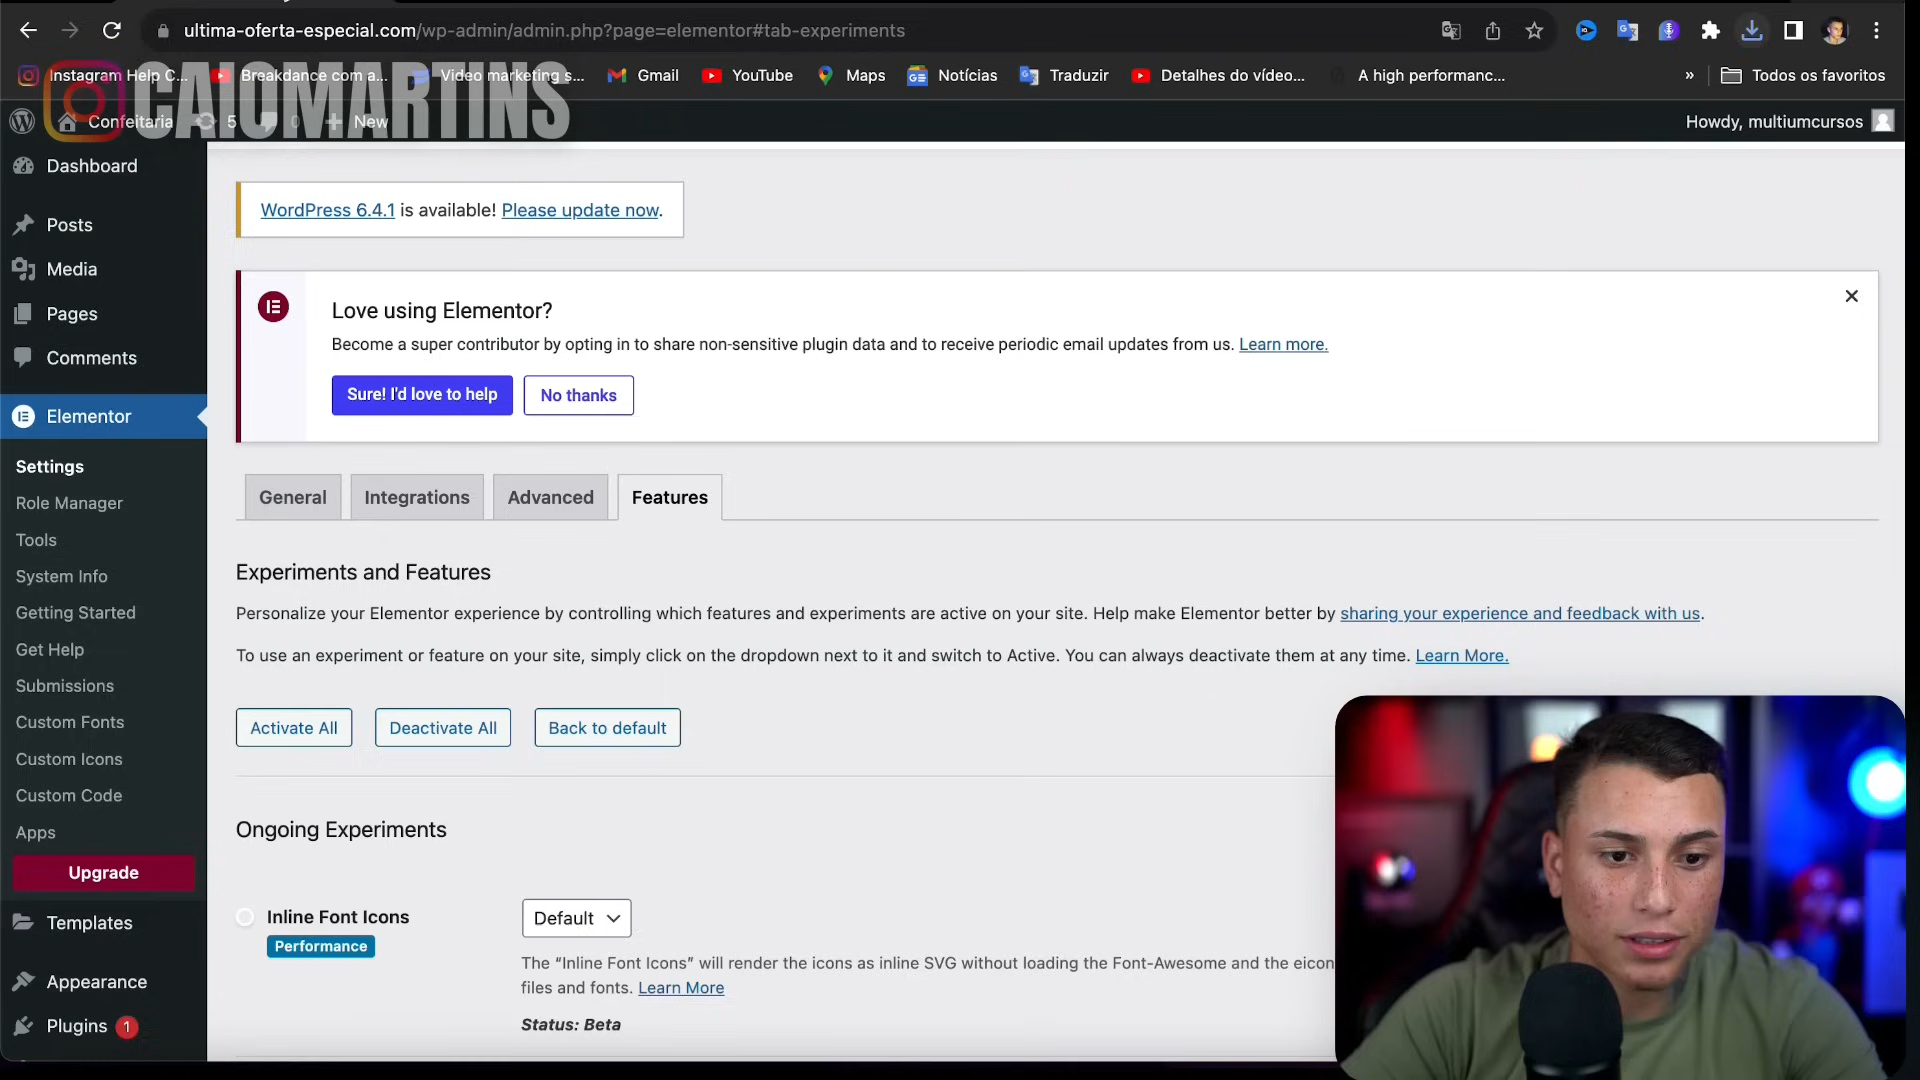 ultima-oferta-especial.com/wp-admin/admin.php?page=elementor#tab-experiments
Instagram Help C... Breakdance com a... Video marketing s... Gmail YouTube Maps Notícias Traduzir Detalhes do vídeo... A high performanc... » Todos os favoritos
CAIOMARTINS
Confeitaria 5 0 New Howdy, multiumcursos
Dashboard
Posts
Media
Pages
Comments
Elementor
Settings
Role Manager
Tools
System Info
Getting Started
Get Help
Submissions
Custom Fonts
Custom Icons
Custom Code
Apps
Upgrade
Templates
Appearance
Plugins 1
WordPress 6.4.1 is available! Please update now.
Love using Elementor?
Become a super contributor by opting in to share non-sensitive plugin data and to receive periodic email updates from us. Learn more.
Sure! I'd love to help No thanks
General Integrations Advanced Features
Experiments and Features
Personalize your Elementor experience by controlling which features and experiments are active on your site. Help make Elementor better by sharing your experience and feedback with us.
To use an experiment or feature on your site, simply click on the dropdown next to it and switch to Active. You can always deactivate them at any time. Learn More.
Activate All Deactivate All Back to default
Ongoing Experiments
Inline Font Icons Default
Performance
The “Inline Font Icons” will render the icons as inline SVG without loading the Font-Awesome and the eicon
files and fonts. Learn More
Status: Beta